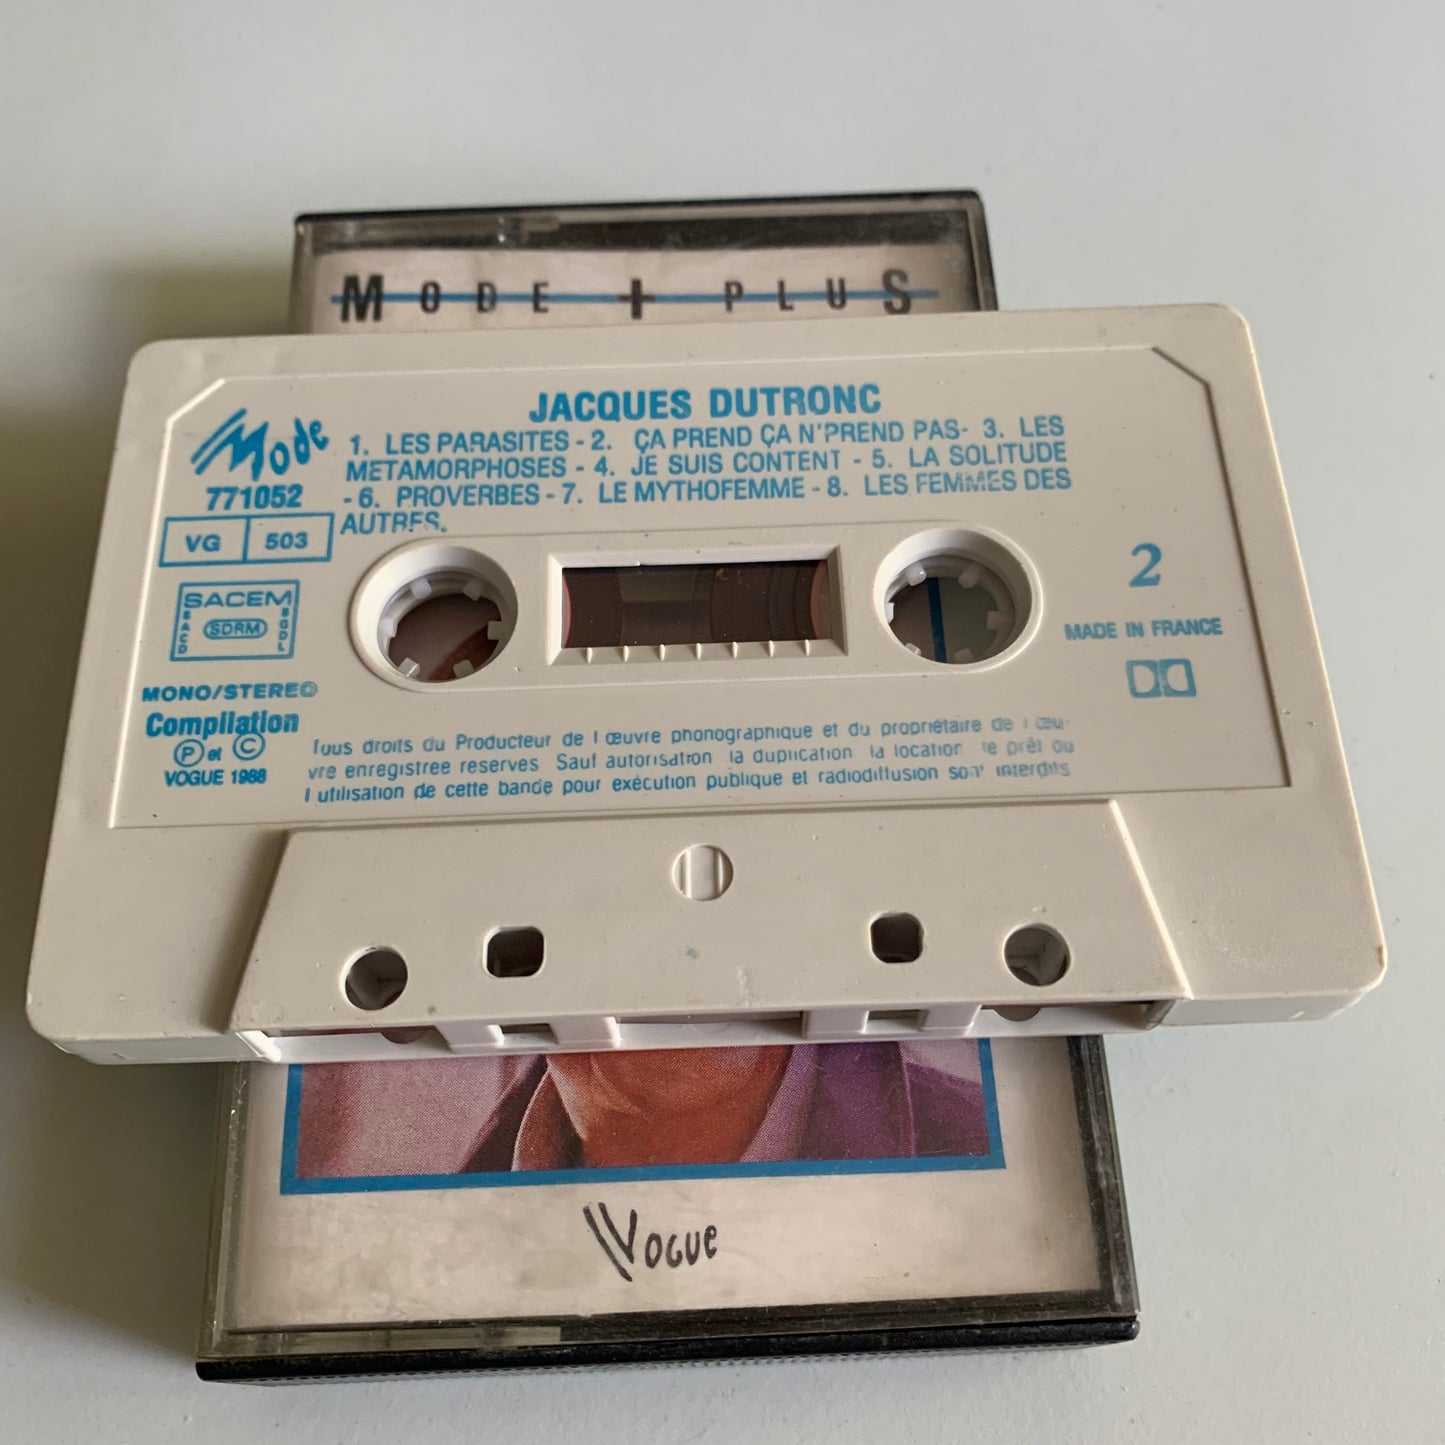 MODE + PLUS
JACQUES DUTRONC
Mode
771052
VG 503
1. LES PARASITES - 2. ÇA PREND ÇA N'PREND PAS- 3. LES
METAMORPHOSES - 4. JE SUIS CONTENT - 5. LA SOLITUDE
- 6. PROVERBES - 7. LE MYTHOFEMME - 8. LES FEMMES DES
AUTRES.
SACEM
SACD
SDRM
BGDL
MONO/STEREO
Compilation
P et C
VOGUE 1988
2
MADE IN FRANCE
Tous droits du Producteur de l œuvre phonographique et du propriétaire de l œu-
vre enregistree reserves Sauf autorisation la duplication la location le prêt ou
l utilisation de cette bande pour exécution publique et radiodiffusion sont interdits
VOGUE